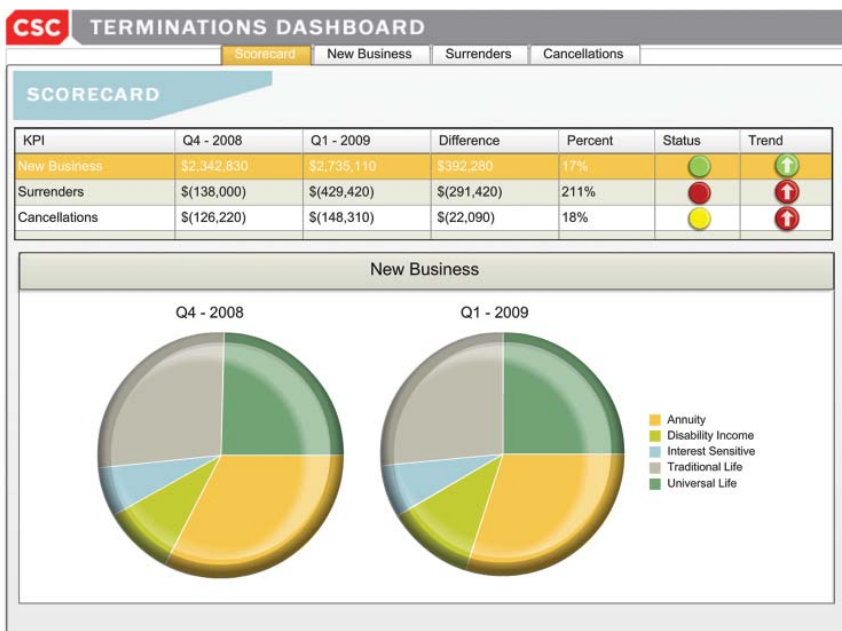 CSC TERMINATIONS DASHBOARD
Scorecard New Business Surrenders Cancellations
SCORECARD
KPI Q4 - 2008 Q1 - 2009 Difference Percent Status Trend
New Business $2,342,830 $2,735,110 $392,280 17%
Surrenders $(138,000) $(429,420) $(291,420) 211%
Cancellations $(126,220) $(148,310) $(22,090) 18%
New Business
Q4 - 2008 Q1 - 2009
Annuity
Disability Income
Interest Sensitive
Traditional Life
Universal Life